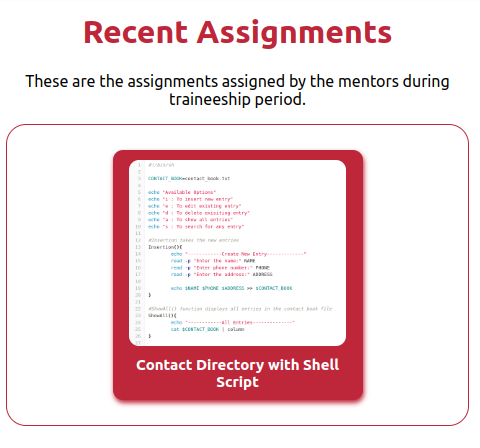 Recent Assignments
These are the assignments assigned by the mentors during
traineeship period.
1 #!/bin/sh
2
3 CONTACT_BOOK=contact_book.txt
4
5 echo "Available Options"
6 echo "i : To insert new entry"
7 echo "e : To edit existing entry"
8 echo "d : To delete exisiting entry"
9 echo "a : To show all entries"
10 echo "s : To search for any entry"
11
12 #Insertion takes the new entries
13 Insertion(){
14 echo "------------Create New Entry-------------"
15 read -p "Enter the name:" NAME
16 read -p "Enter phone number:" PHONE
17 read -p "Enter the address:" ADDRESS
18
19 echo $NAME $PHONE $ADDRESS >> $CONTACT_BOOK
20 }
21
22 #ShowAll() function displays all entries in the contact book file
23 ShowAll(){
24 echo "------------All Entries--------------"
25 cat $CONTACT_BOOK | column
26 }
Contact Directory with Shell
Script